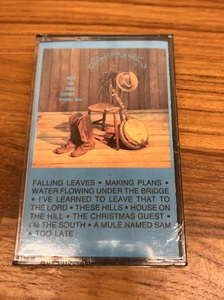 FALLING LEAVES • MAKING PLANS •
WATER FLOWING UNDER THE BRIDGE
• I'VE LEARNED TO LEAVE THAT TO
THE LORD • THESE HILLS • HOUSE ON
THE HILL • THE CHRISTMAS GUEST •
I'M THE SOUTH • A MULE NAMED SAM
• TOO LATE